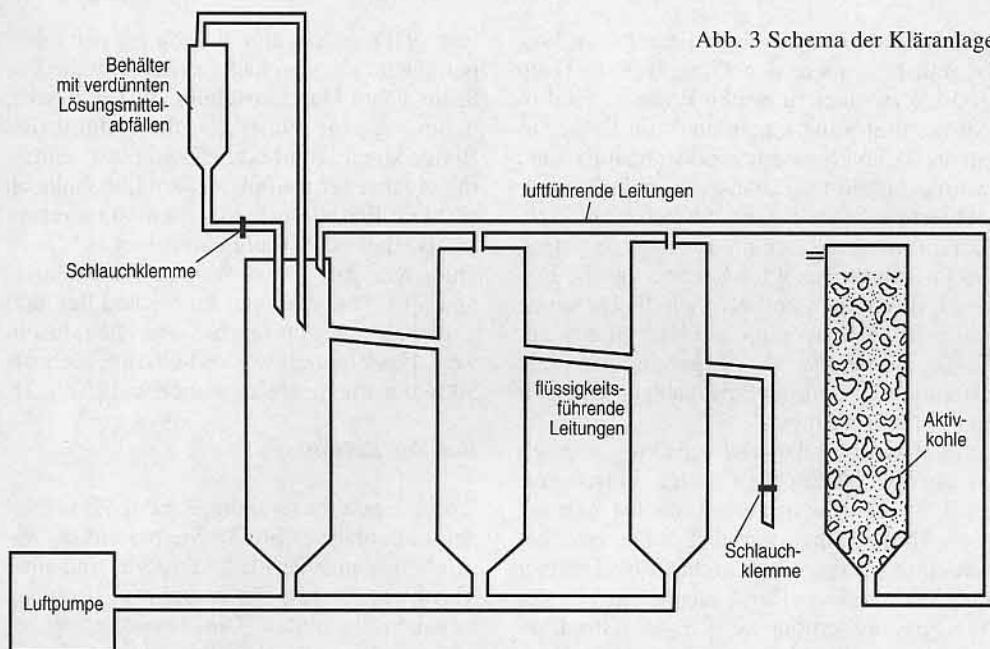 Abb. 3 Schema der Kläranlage
Behälter
mit verdünnten
Lösungsmittel-
abfällen
luftführende Leitungen
Schlauchklemme
flüssigkeits-
führende
Leitungen
Aktiv-
kohle
Schlauch-
klemme
Luftpumpe